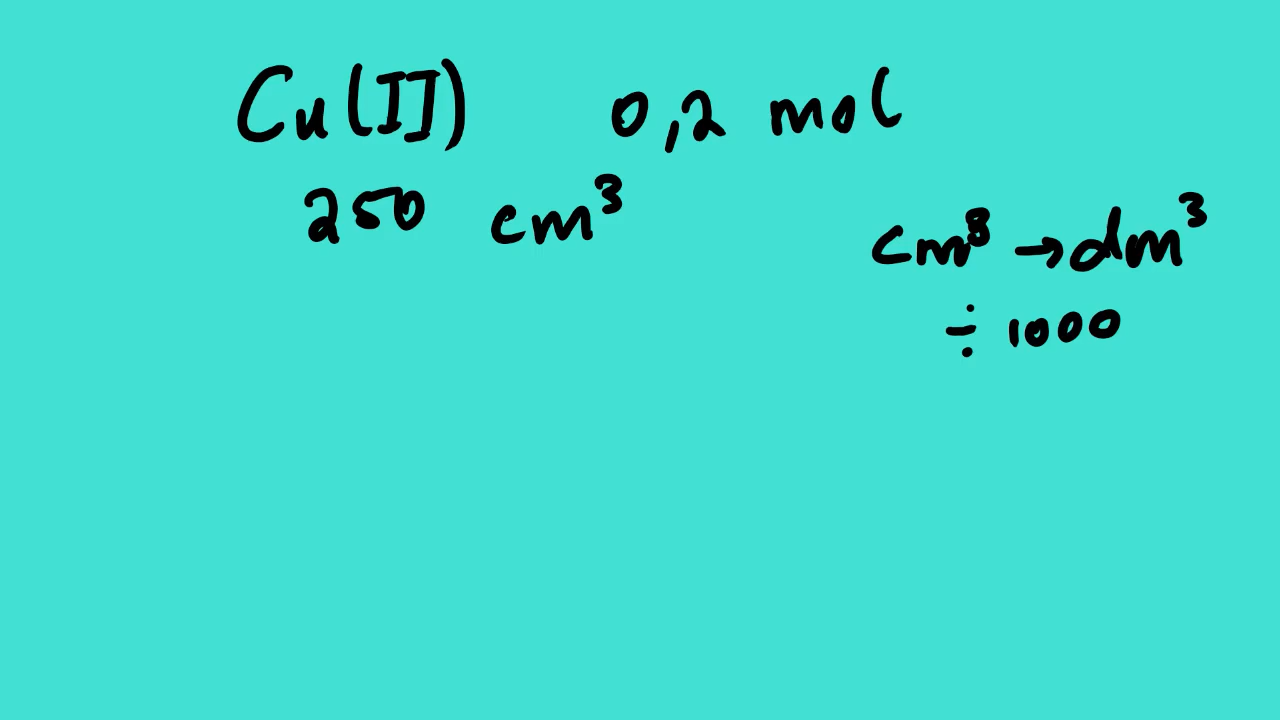 Cu(II) 0,2 mol
250 cm³
cm³ → dm³
÷ 1000